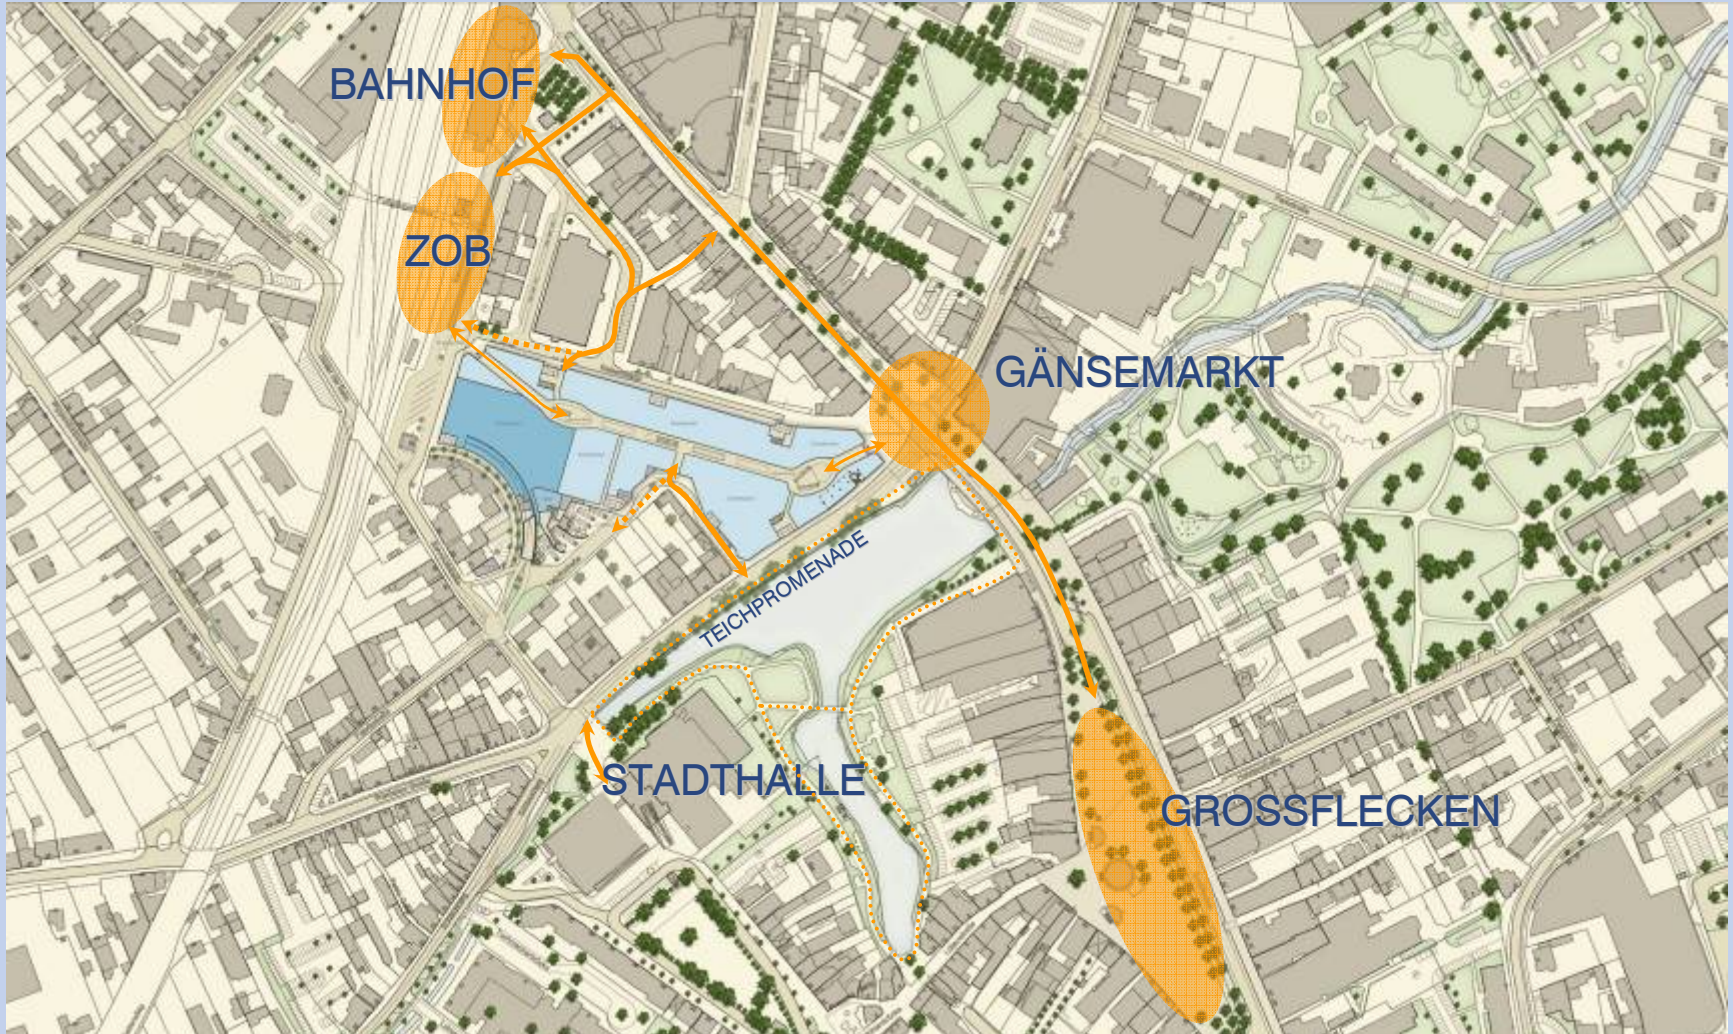 BAHNHOF
ZOB
GÄNSEMARKT
TEICHPROMENADE
STADTHALLE
GROSSFLECKEN